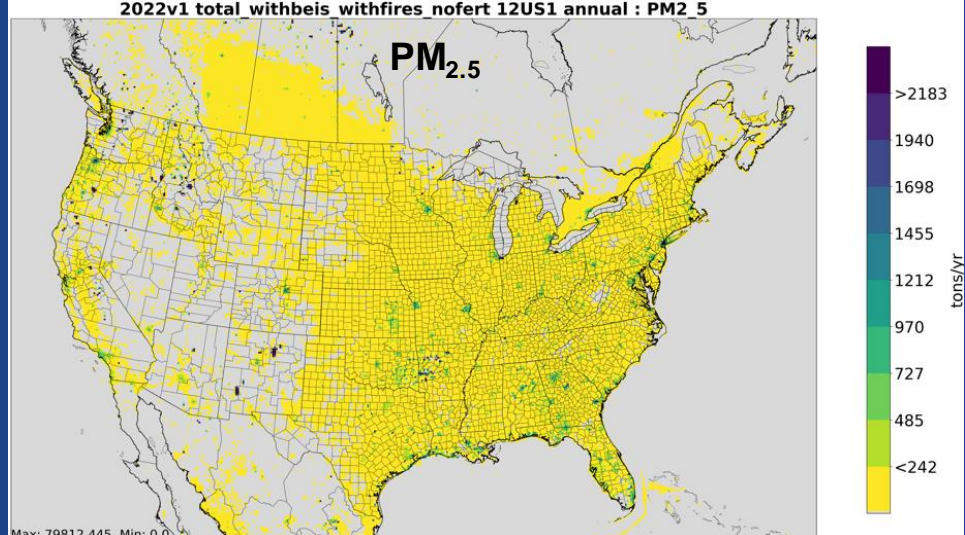 2022v1 total_withbeis_withfires_nofert 12US1 annual : PM2_5
PM2.5
>2183
1940
1698
1455
1212
970
727
485
<242
tons/yr
Max: 79812.445 Min: 0.0